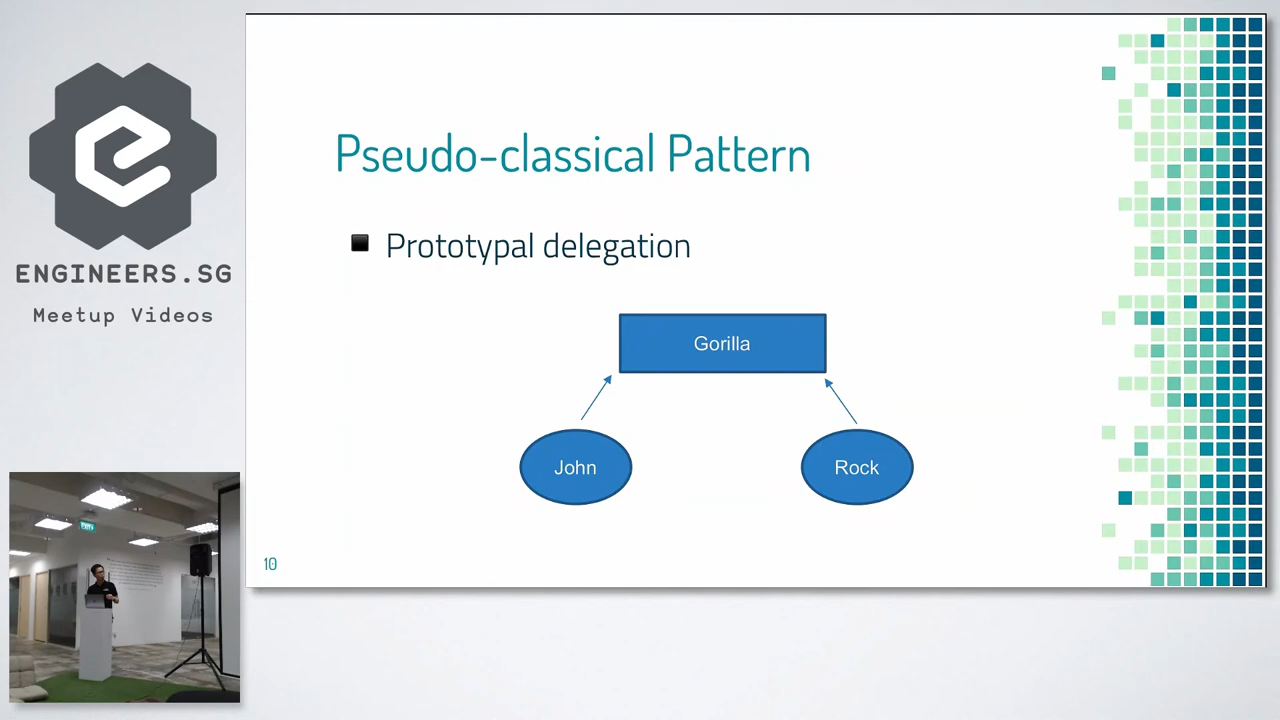 ENGINEERS.SG
Meetup Videos
Pseudo-classical Pattern
Prototypal delegation
Gorilla
John
Rock
10